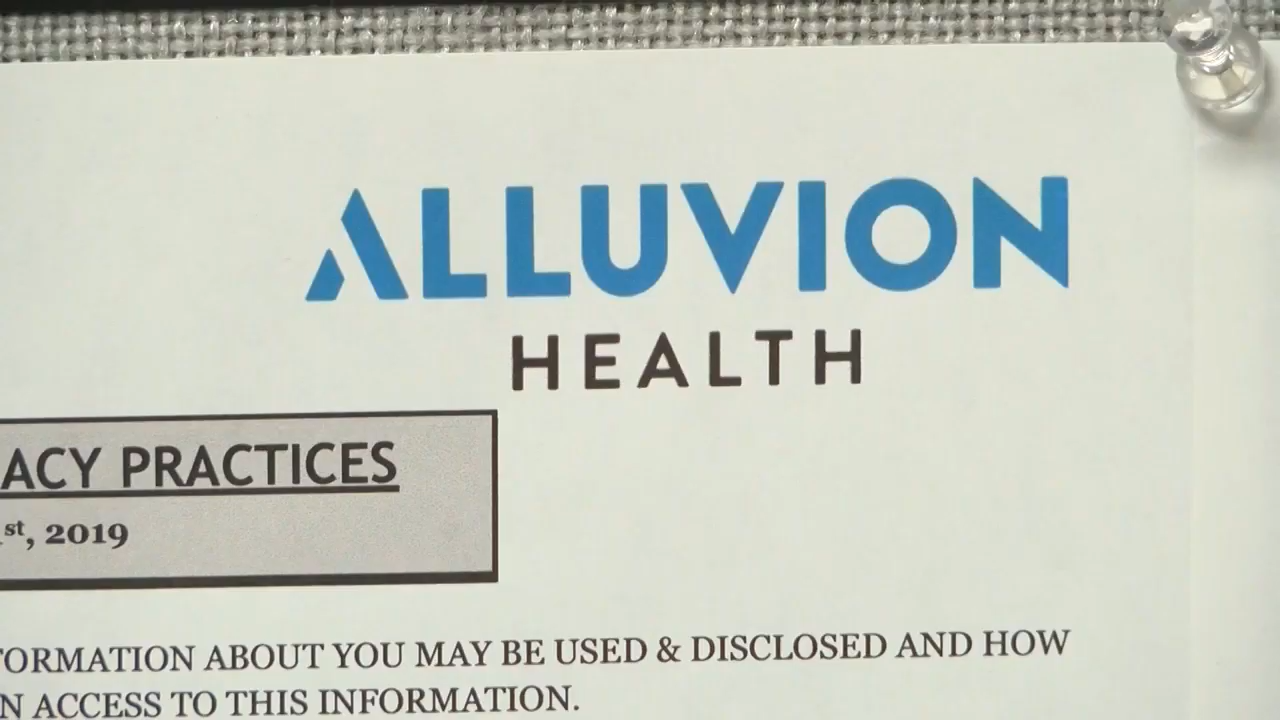 ALLUVION
HEALTH
ACY PRACTICES
st, 2019
FORMATION ABOUT YOU MAY BE USED & DISCLOSED AND HOW
N ACCESS TO THIS INFORMATION.